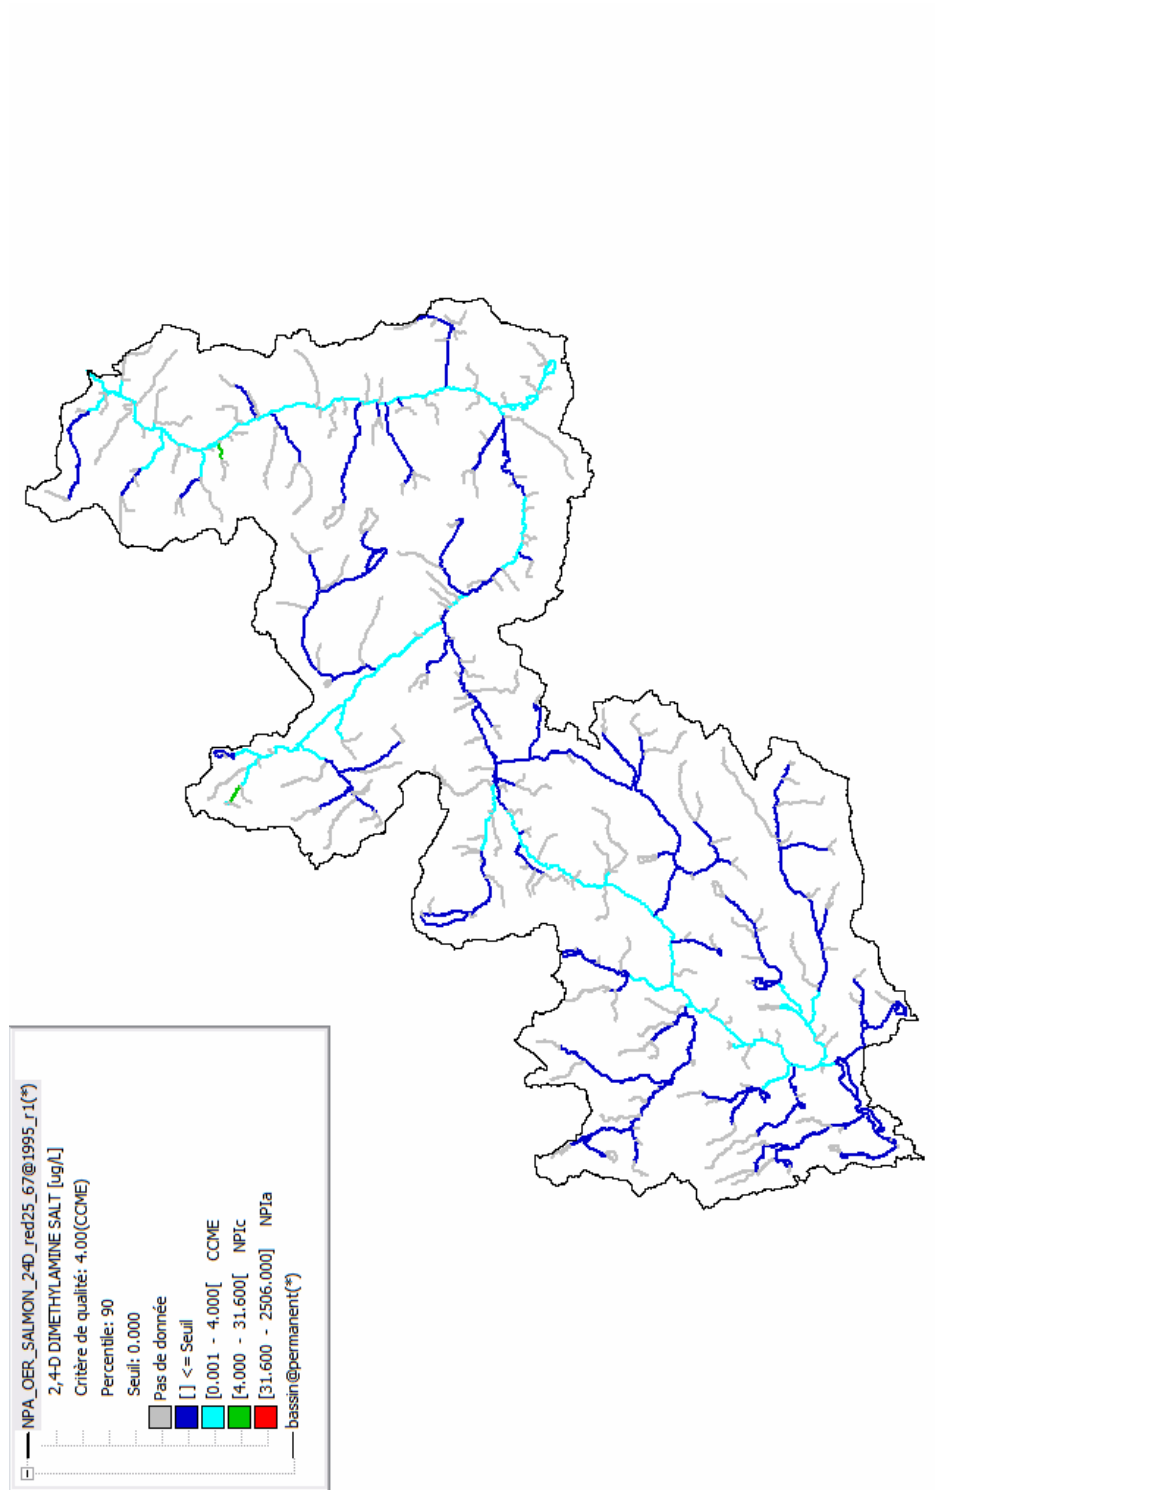 NPA_OER_SALMON_24D_red25_67@1995_r1(*)
2,4-D DIMETHYLAMINE SALT [ug/L]
Critère de qualité: 4.00(CCME)
Percentile: 90
Seuil: 0.000
Pas de donnée
[ ] <= Seuil
[0.001 - 4.000[ CCME
[4.000 - 31.600[ NPIc
[31.600 - 2506.000] NPIa
bassin@permanent(*)